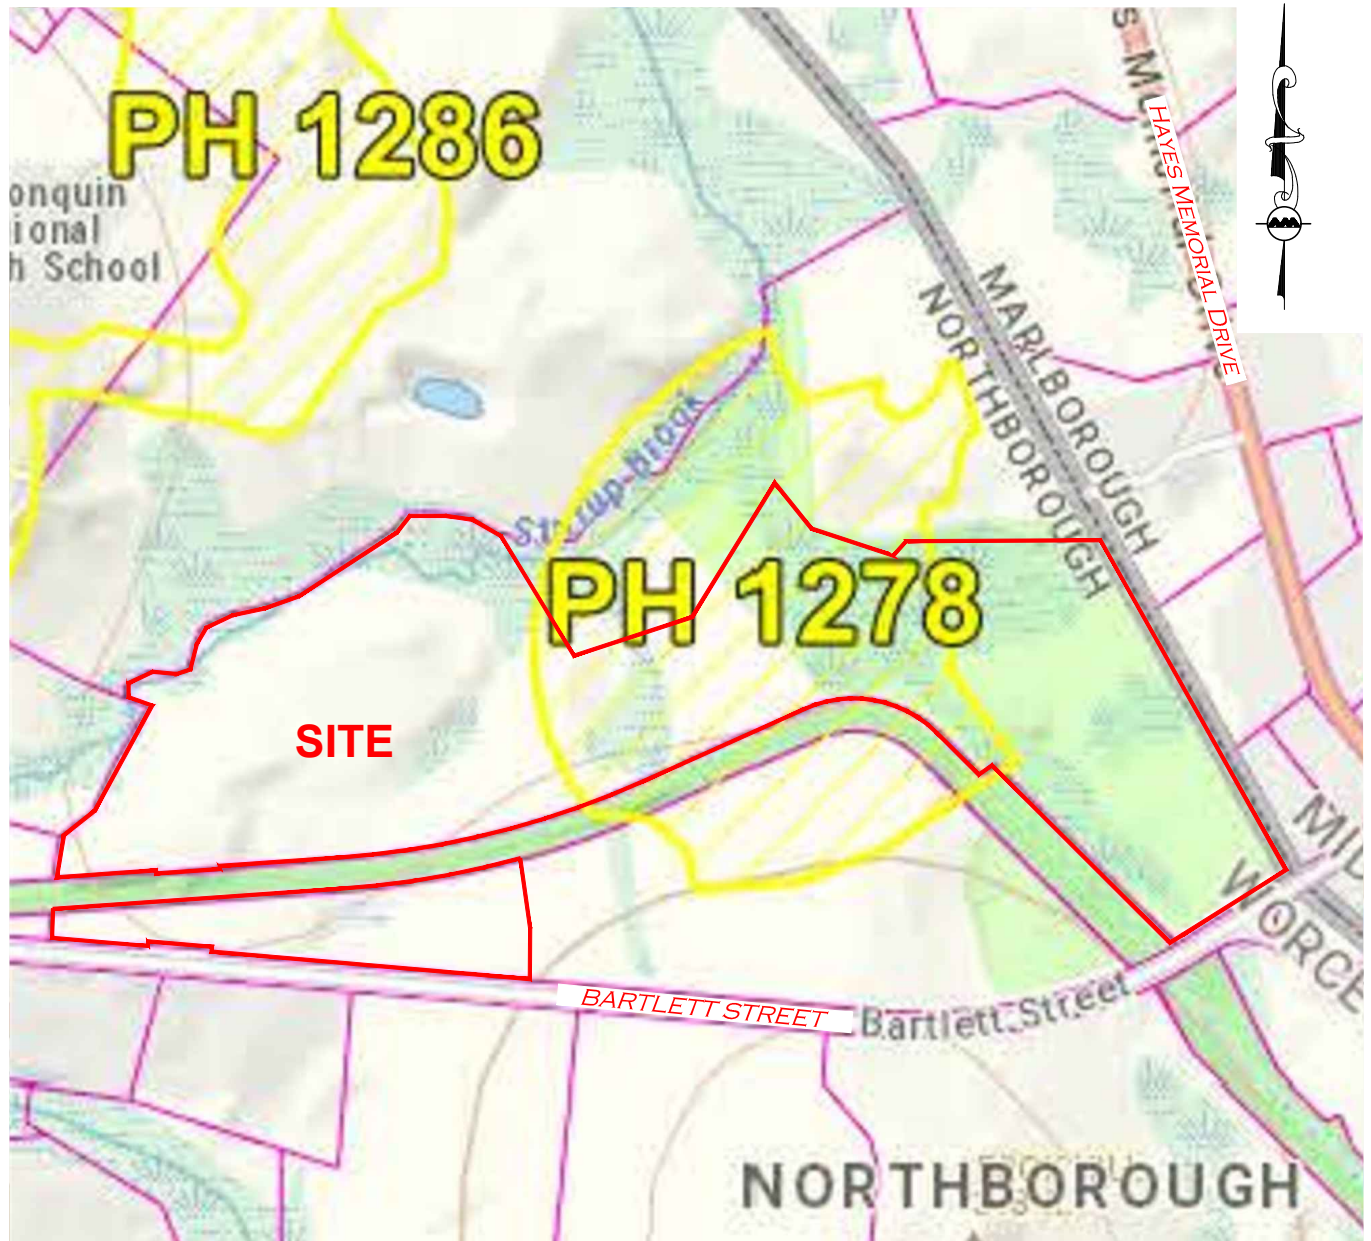 PH 1286
onquin
ional
h School
HAYES MEMORIAL DRIVE
MARLBOROUGH
NORTHBOROUGH
Stirrup-brook
PH 1278
SITE
MID
WORCE
BARTLETT STREET
Bartlett Street
NORTHBOROUGH